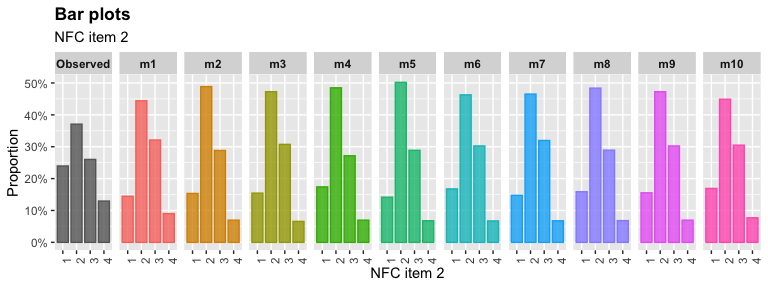 Bar plots
NFC item 2
Observed m1 m2 m3 m4 m5 m6 m7 m8 m9 m10
50%
40%
30%
20%
10%
0%
Proportion
1 2 3 4 1 2 3 4 1 2 3 4 1 2 3 4 1 2 3 4 1 2 3 4 1 2 3 4 1 2 3 4 1 2 3 4 1 2 3 4 1 2 3 4
NFC item 2